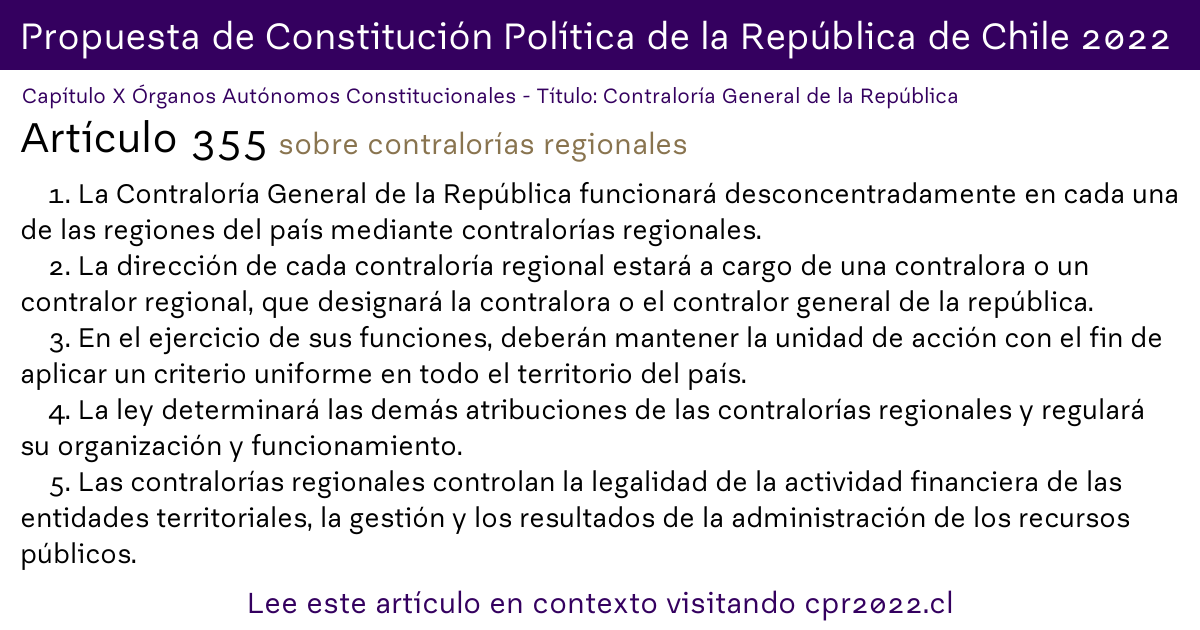 Propuesta de Constitución Política de la República de Chile 2022
Capítulo X Órganos Autónomos Constitucionales - Título: Contraloría General de la República
Artículo 355 sobre contralorías regionales
1. La Contraloría General de la República funcionará desconcentradamente en cada una
de las regiones del país mediante contralorías regionales.
2. La dirección de cada contraloría regional estará a cargo de una contralora o un
contralor regional, que designará la contralora o el contralor general de la república.
3. En el ejercicio de sus funciones, deberán mantener la unidad de acción con el fin de
aplicar un criterio uniforme en todo el territorio del país.
4. La ley determinará las demás atribuciones de las contralorías regionales y regulará
su organización y funcionamiento.
5. Las contralorías regionales controlan la legalidad de la actividad financiera de las
entidades territoriales, la gestión y los resultados de la administración de los recursos
públicos.
Lee este artículo en contexto visitando cpr2022.cl